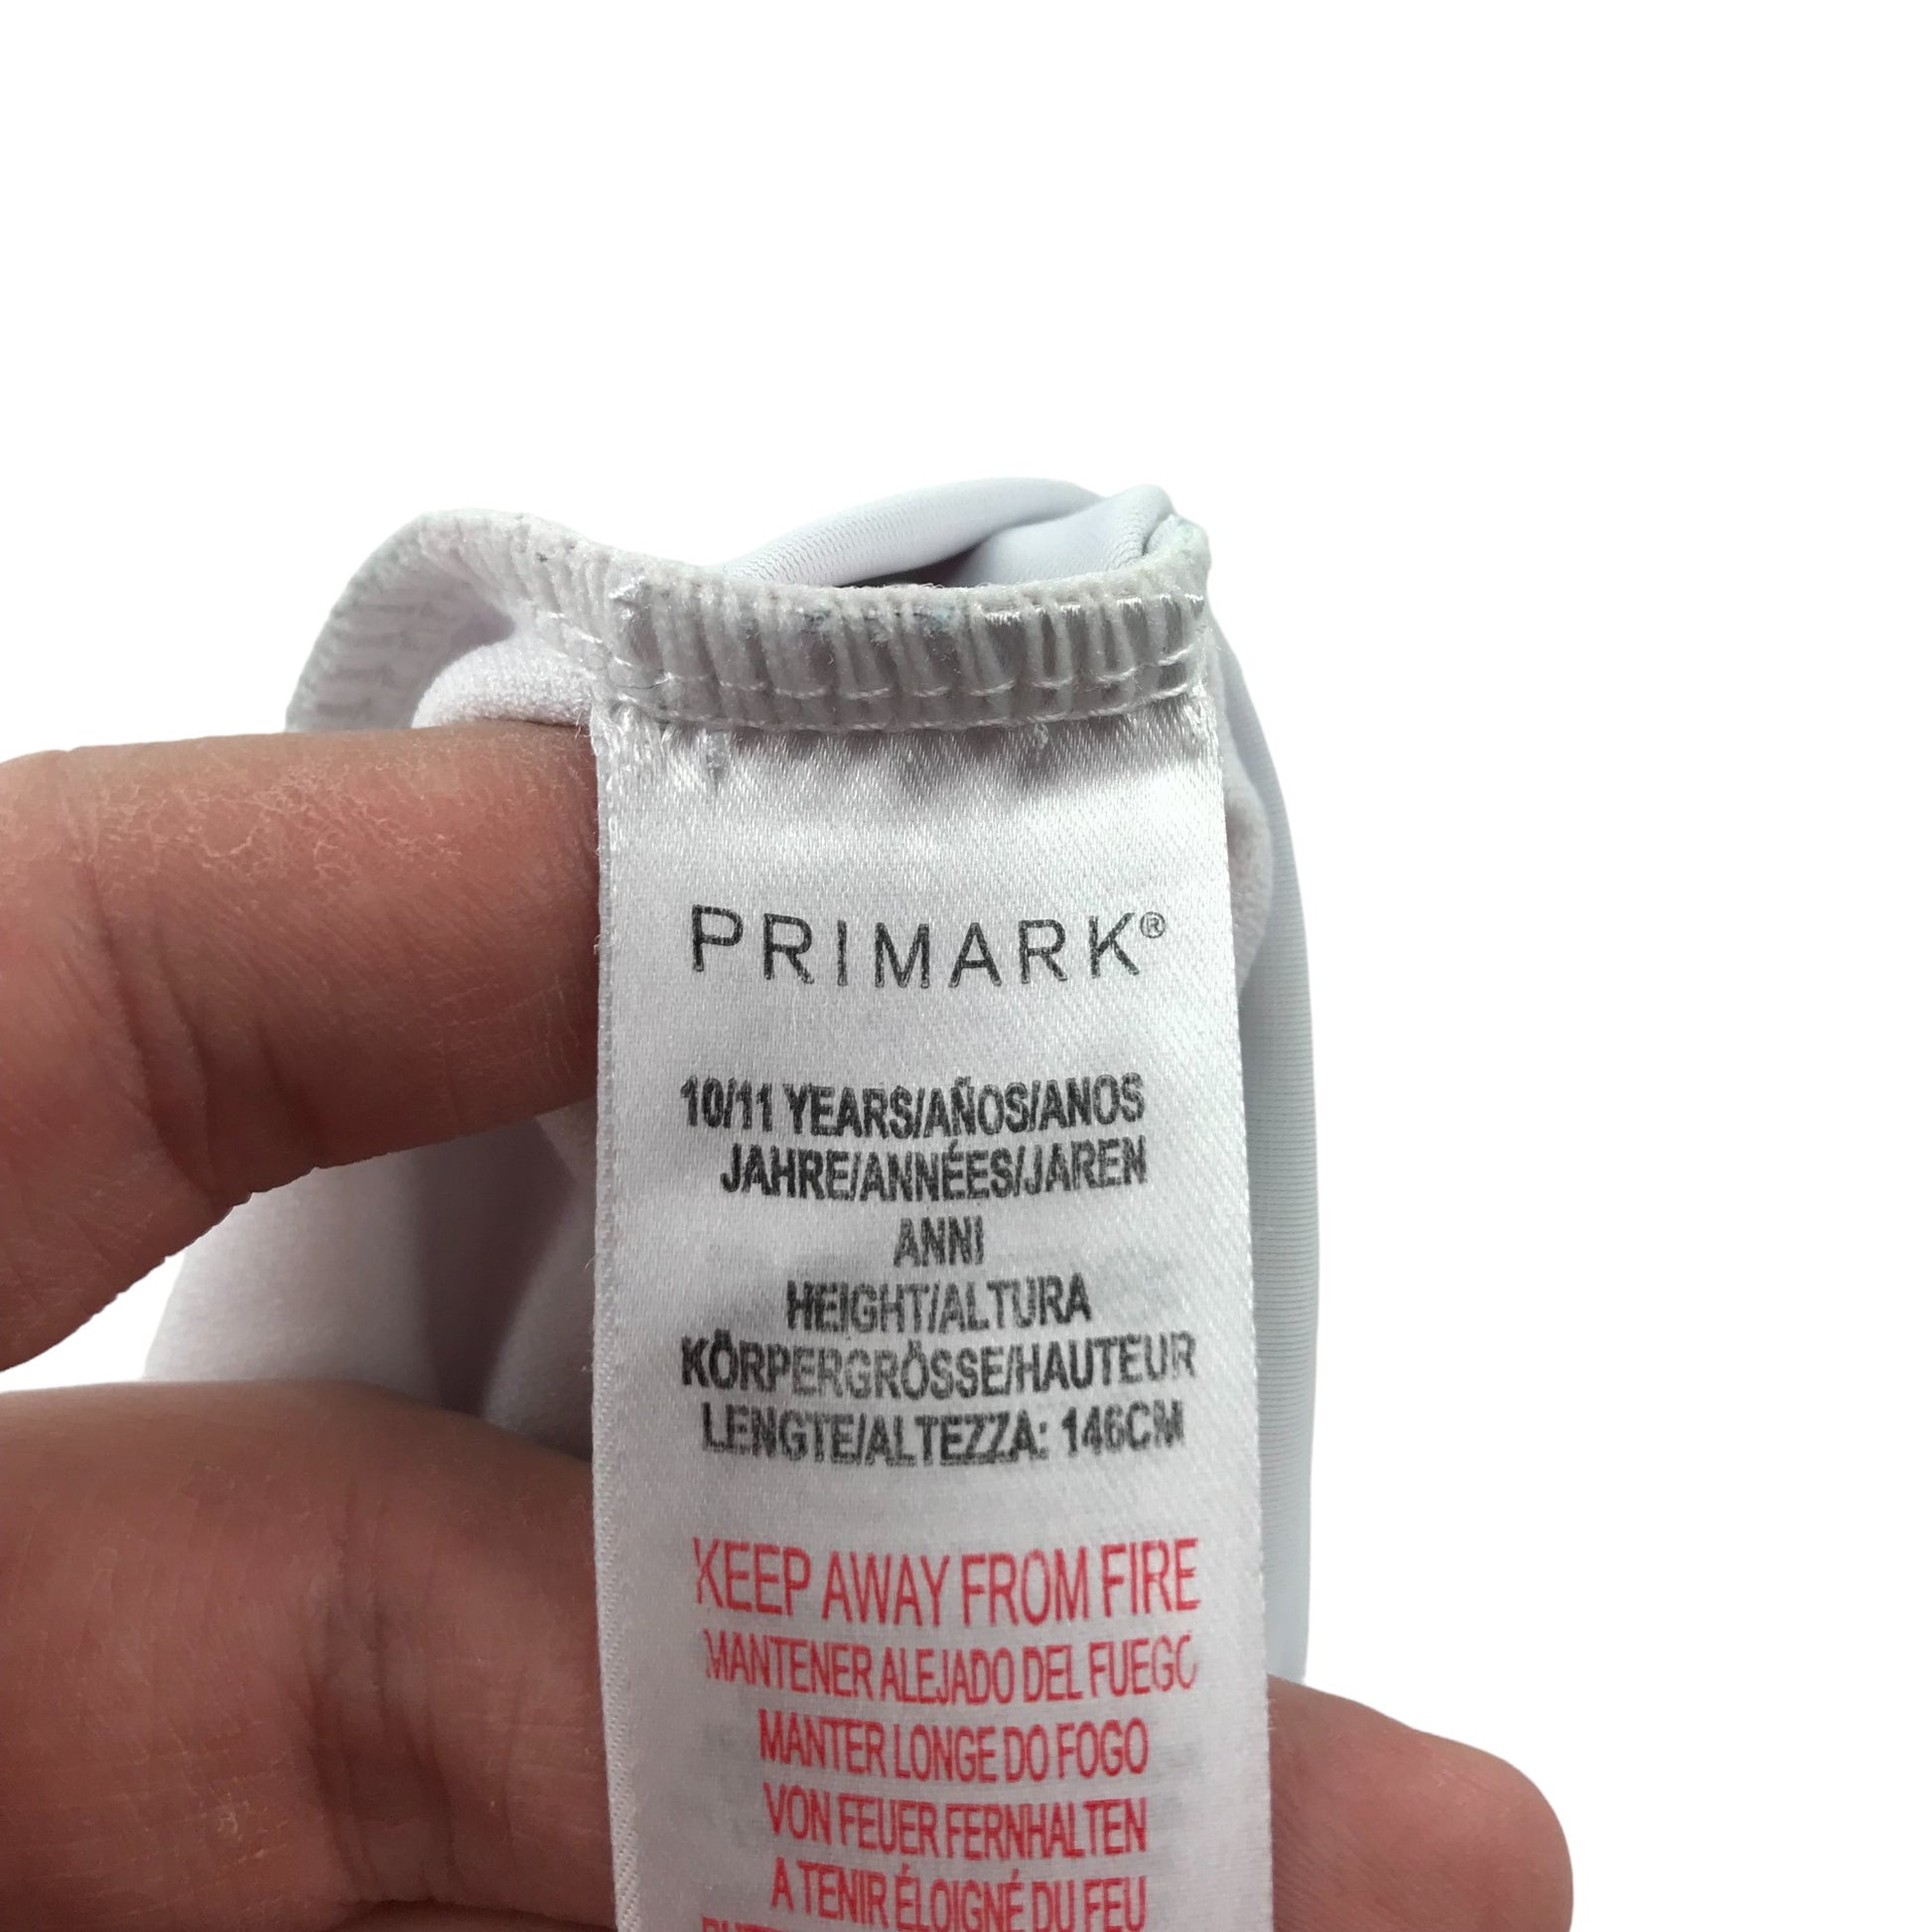 PRIMARK®
10/11 YEARS/AÑOS/ANOS
JAHRE/ANNÉES/JAREN
ANNI
HEIGHT/ALTURA
KÖRPERGRÖSSE/HAUTEUR
LENGTE/ALTEZZA: 146CM
KEEP AWAY FROM FIRE
MANTENER ALEJADO DEL FUEGO
MANTER LONGE DO FOGO
VON FEUER FERNHALTEN
A TENIR ÉLOIGNÉ DU FEU